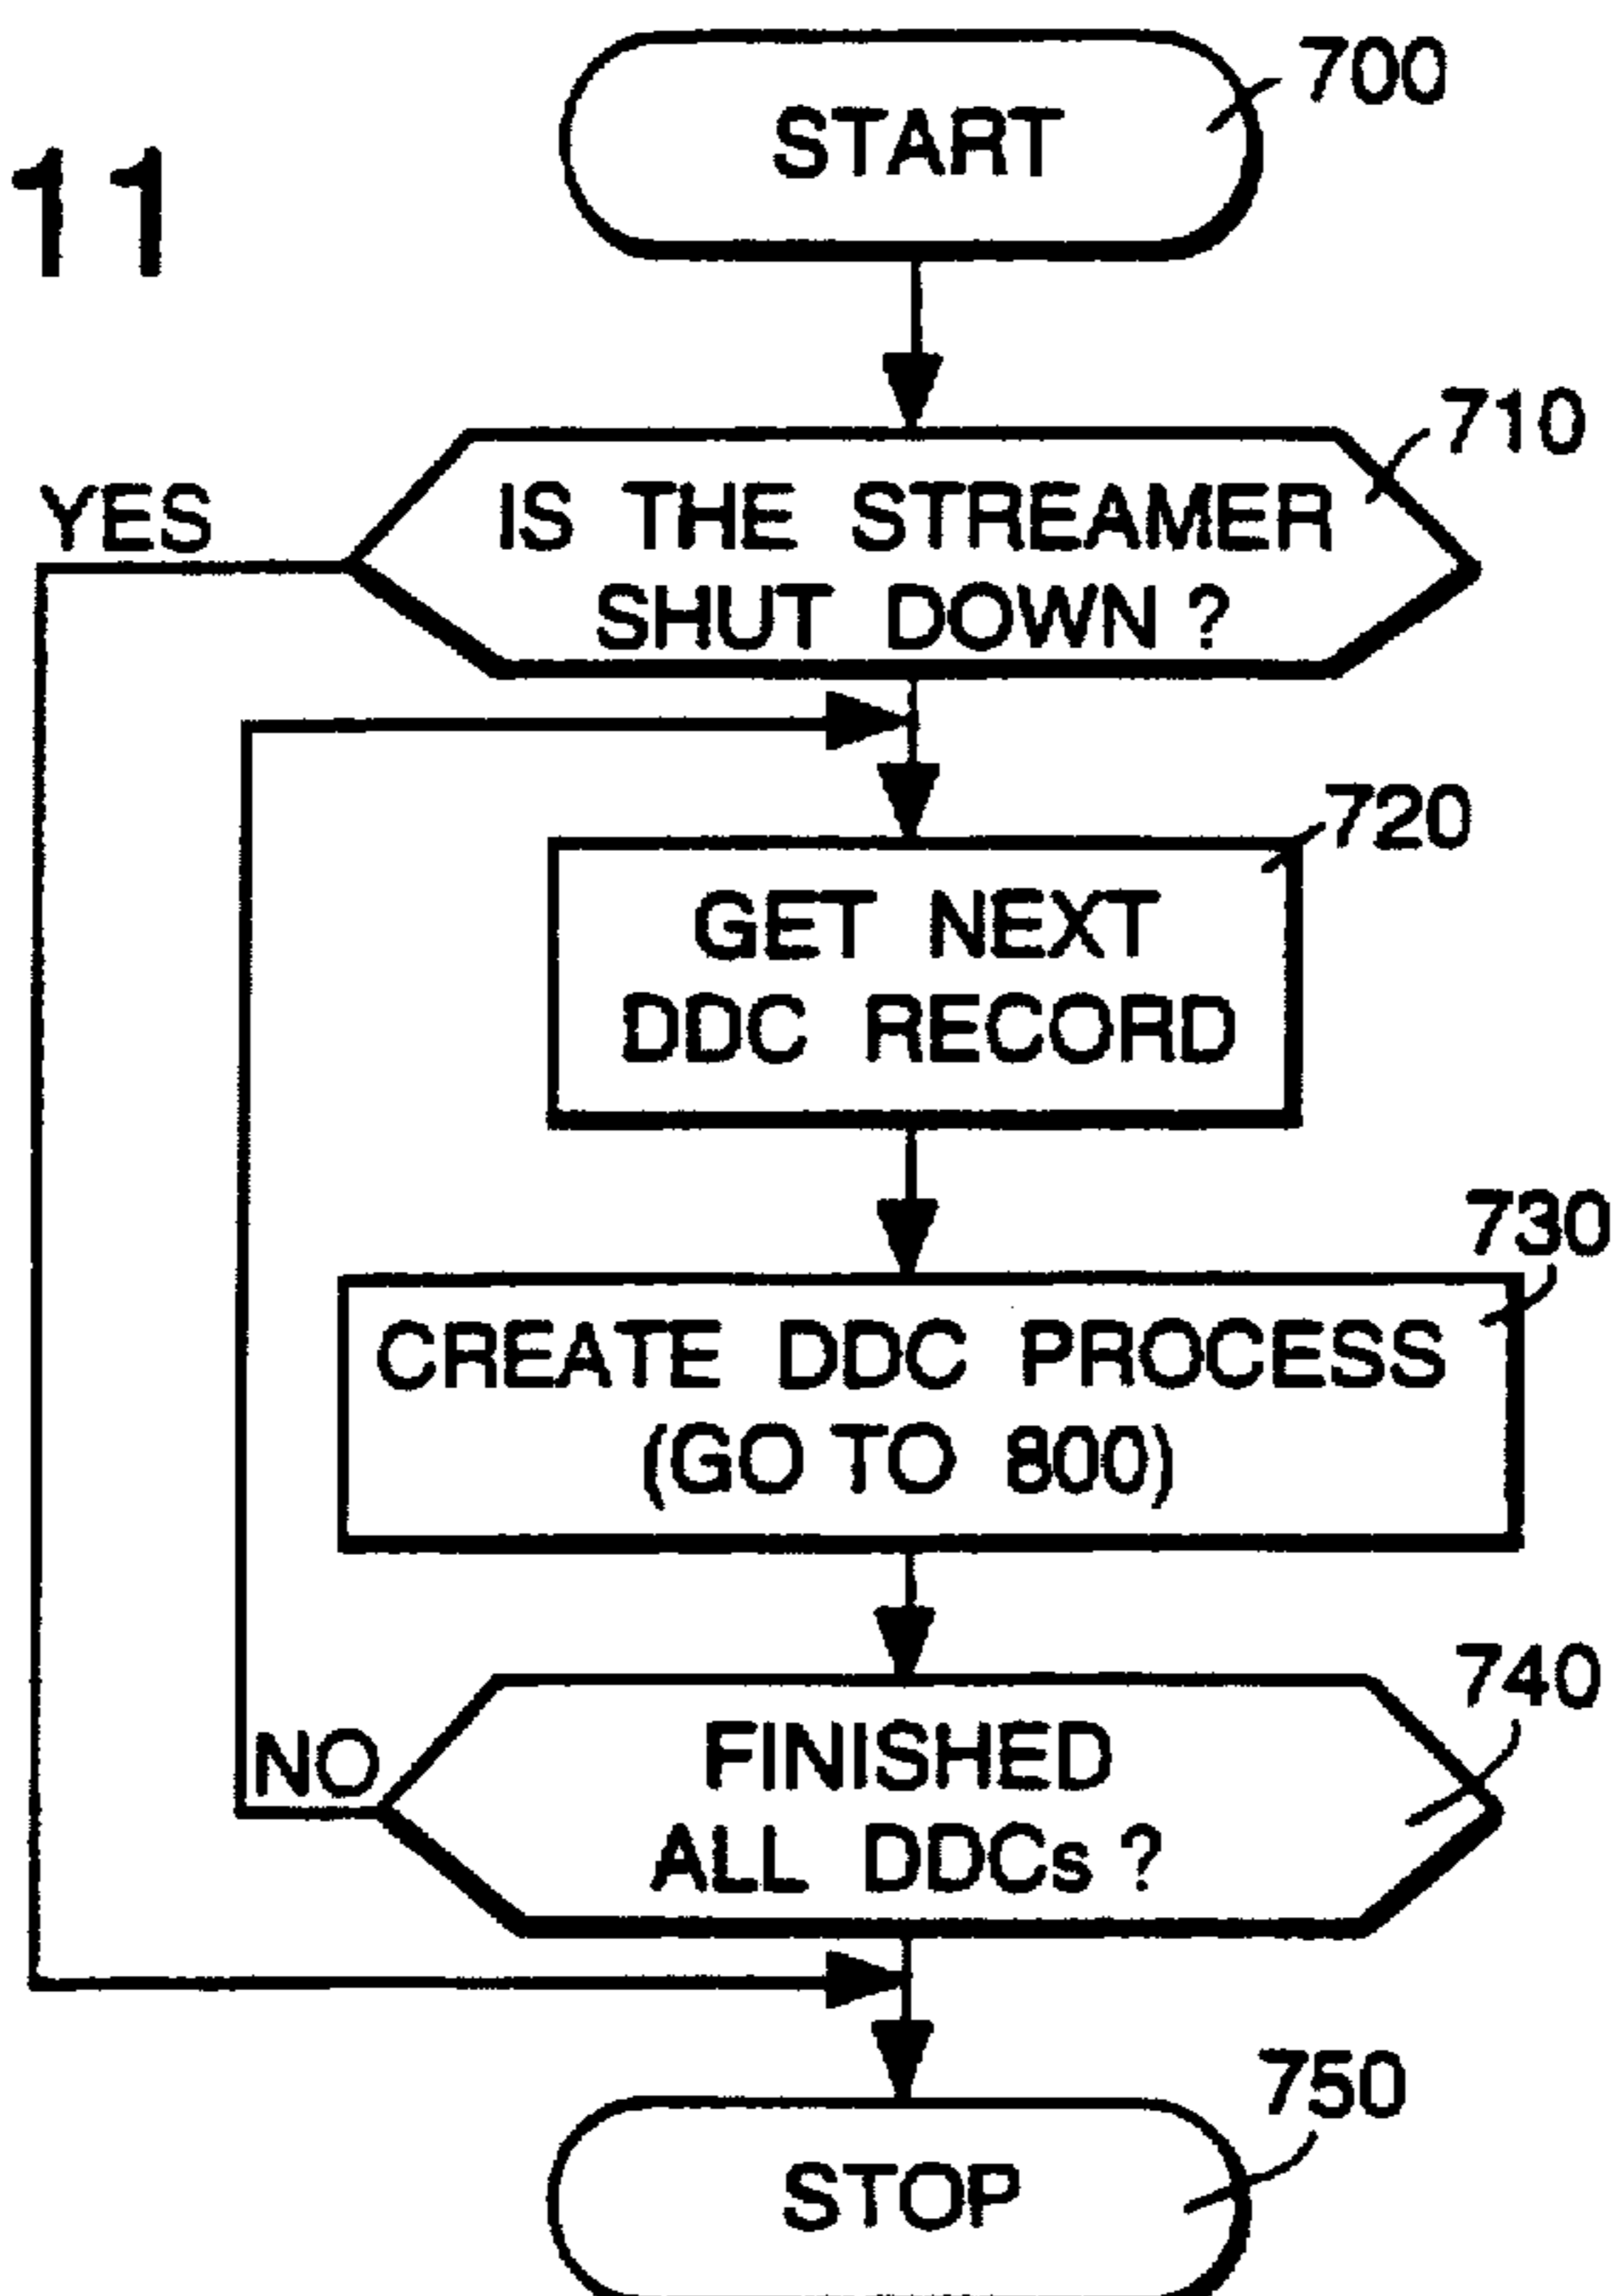 700
START
11
710
YES
IS THE STREAMER
SHUT DOWN ?
720
GET NEXT
DDC RECORD
730
CREATE DDC PROCESS
(GO TO 800)
740
NO
FINISHED
ALL DDCs ?
750
STOP